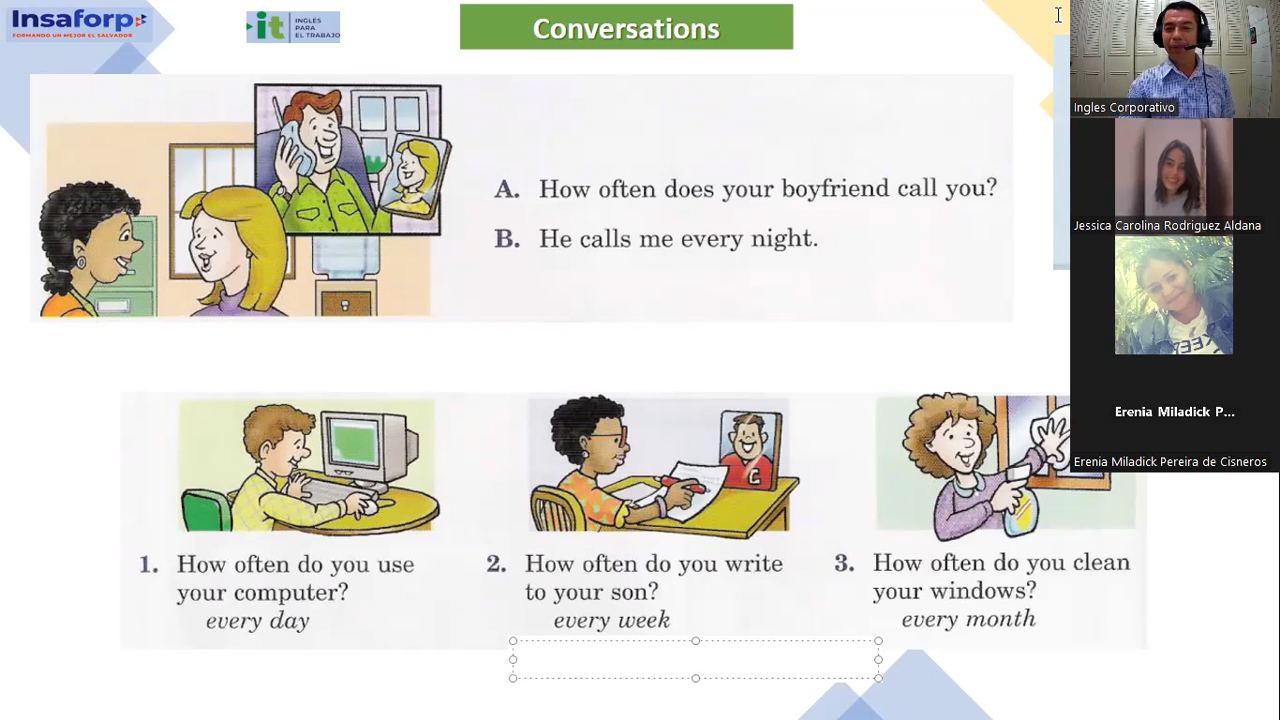 Insaforp
FORMANDO UN MEJOR EL SALVADOR
it
INGLÉS
PARA
EL TRABAJO
Conversations
A. How often does your boyfriend call you?
B. He calls me every night.
1. How often do you use
your computer?
every day
2. How often do you write
to your son?
every week
3. How often do you clean
your windows?
every month
Ingles Corporativo
Jessica Carolina Rodriguez Aldana
Erenia Miladick P...
Erenia Miladick Pereira de Cisneros